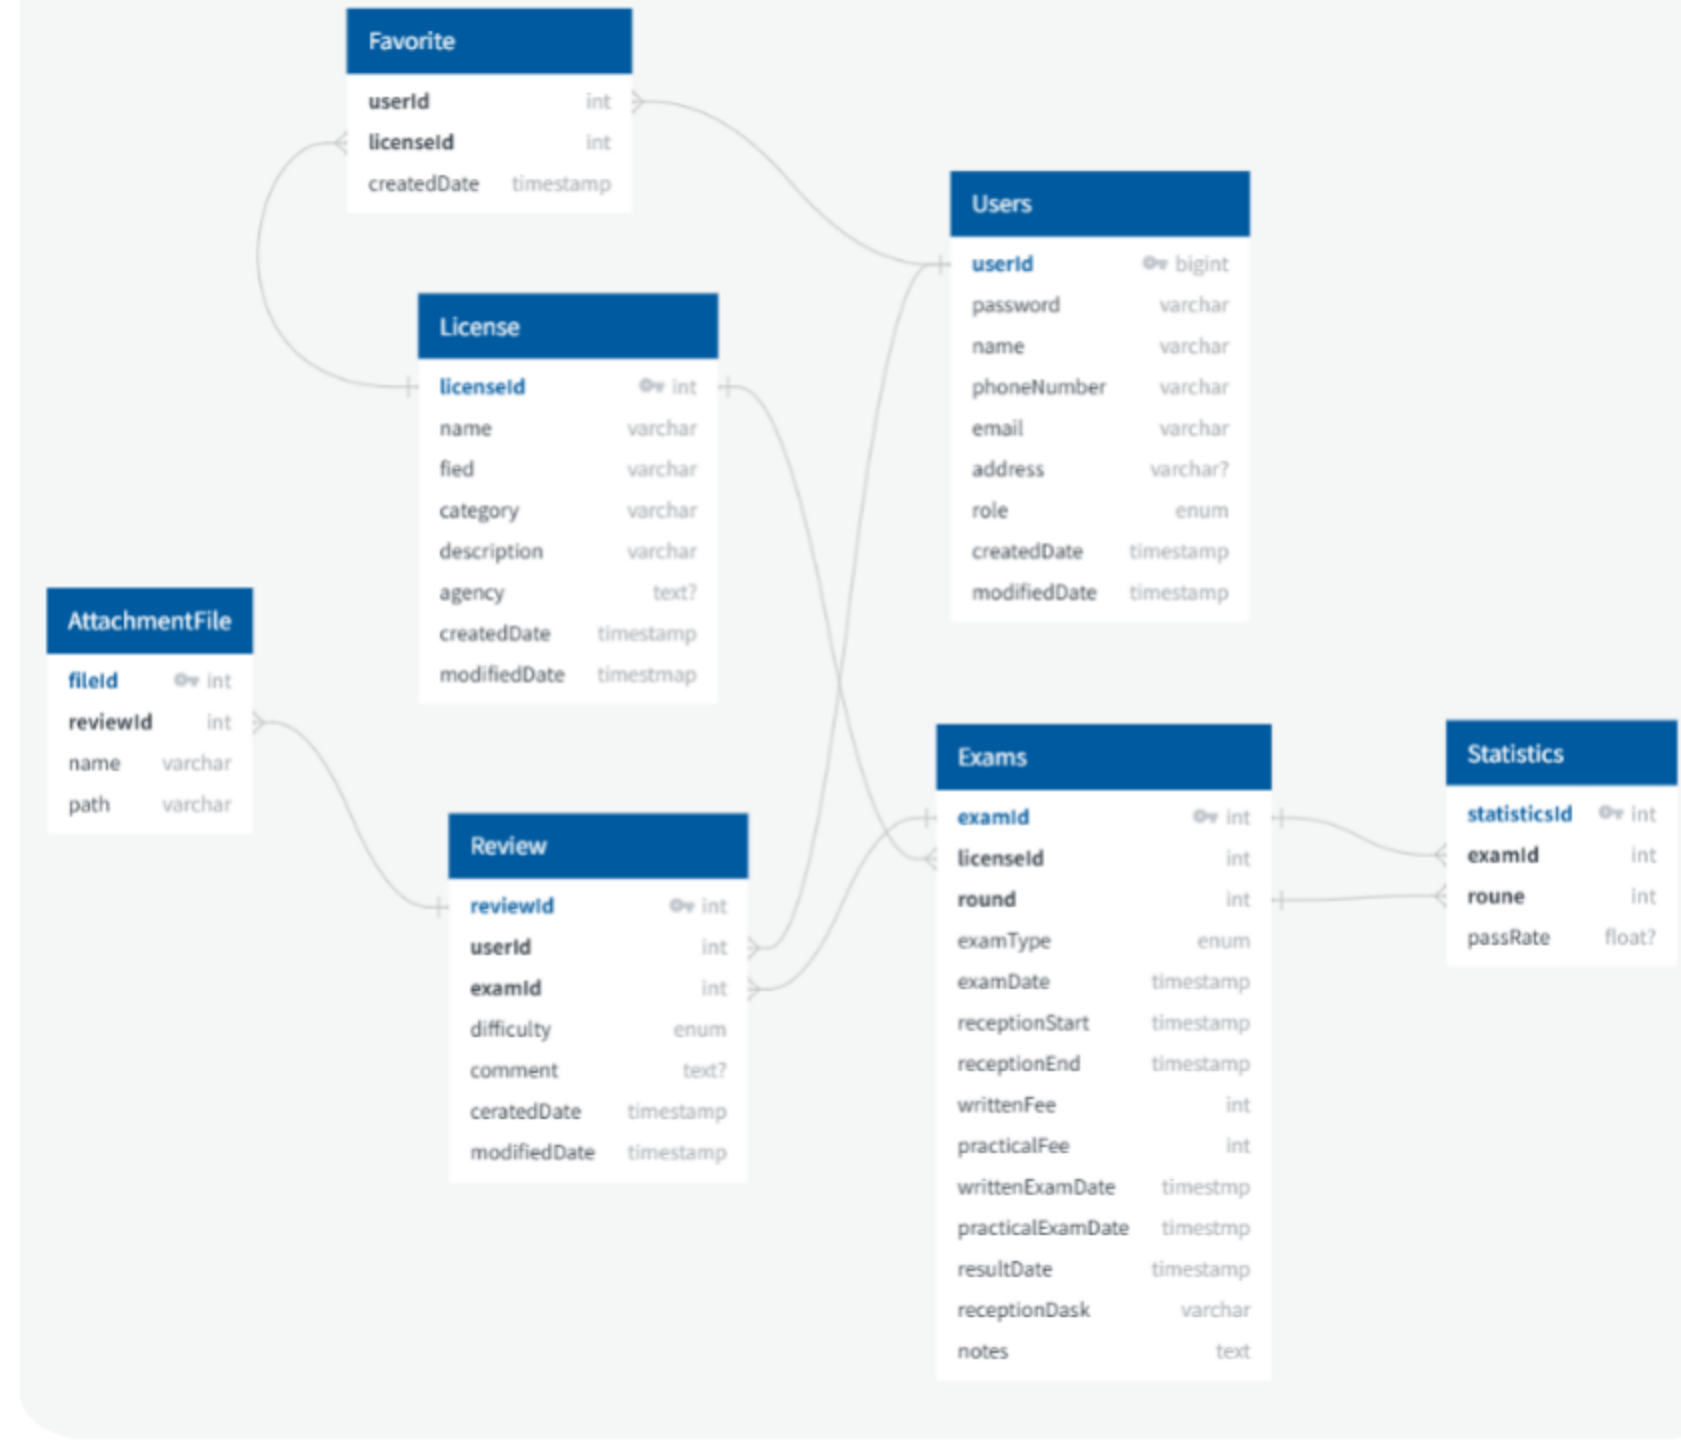 Favorite
userId int
licenseId int
createdDate timestamp
Users
userId bigint
password varchar
name varchar
phoneNumber varchar
email varchar
address varchar?
role enum
createdDate timestamp
modifiedDate timestamp
License
licenseId int
name varchar
fied varchar
category varchar
description varchar
agency text?
createdDate timestamp
modifiedDate timestmap
AttachmentFile
fileId int
reviewId int
name varchar
path varchar
Review
reviewId int
userId int
examId int
difficulty enum
comment text?
ceratedDate timestamp
modifiedDate timestamp
Exams
examId int
licenseId int
round int
examType enum
examDate timestamp
receptionStart timestamp
receptionEnd timestamp
writtenFee int
practicalFee int
writtenExamDate timestmp
practicalExamDate timestmp
resultDate timestamp
receptionDask varchar
notes text
Statistics
statisticsId int
examId int
roune int
passRate float?